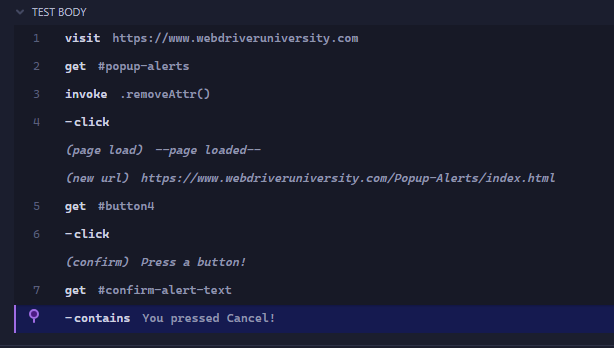 TEST BODY
1 visit https://www.webdriveruniversity.com
2 get #popup-alerts
3 invoke .removeAttr()
4 -click
(page load) --page loaded--
(new url) https://www.webdriveruniversity.com/Popup-Alerts/index.html
5 get #button4
6 -click
(confirm) Press a button!
7 get #confirm-alert-text
-contains You pressed Cancel!